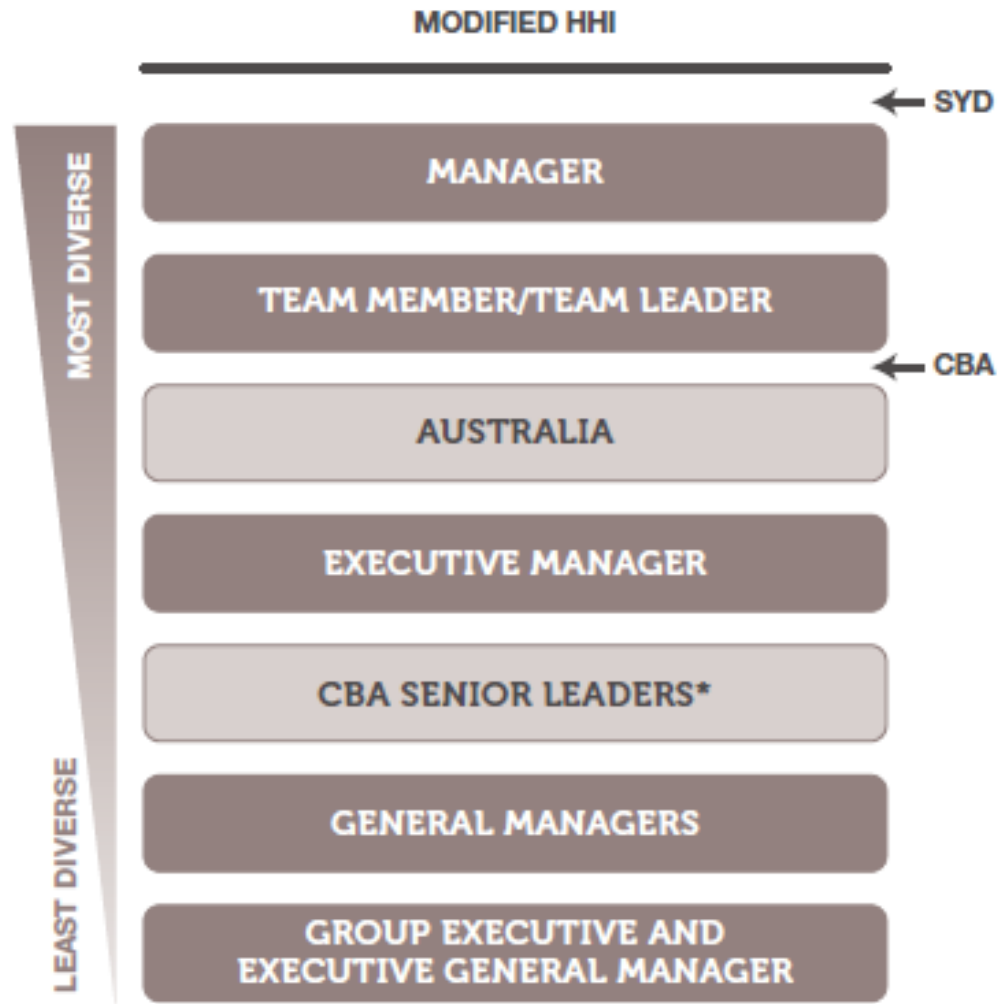 MODIFIED HHI
SYD
MOST DIVERSE
MANAGER
TEAM MEMBER/TEAM LEADER
CBA
AUSTRALIA
EXECUTIVE MANAGER
CBA SENIOR LEADERS*
LEAST DIVERSE
GENERAL MANAGERS
GROUP EXECUTIVE AND
EXECUTIVE GENERAL MANAGER